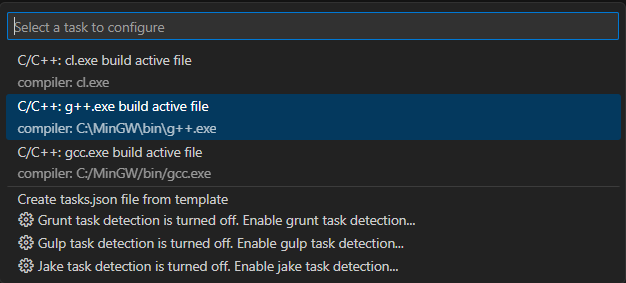 Select a task to configure
C/C++: cl.exe build active file
compiler: cl.exe
C/C++: g++.exe build active file
compiler: C:\MinGW\bin\g++.exe
C/C++: gcc.exe build active file
compiler: C:/MinGW/bin/gcc.exe
Create tasks.json file from template
Grunt task detection is turned off. Enable grunt task detection...
Gulp task detection is turned off. Enable gulp task detection...
Jake task detection is turned off. Enable jake task detection...